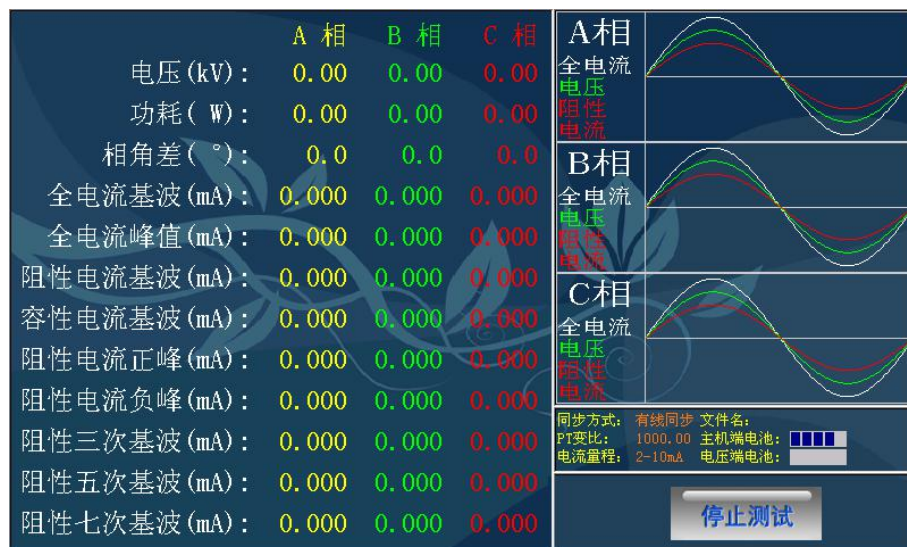 A 相 B 相 C 相
电压(kV): 0.00 0.00 0.00
功耗( W): 0.00 0.00 0.00
相角差( °): 0.0 0.0 0.0
全电流基波(mA): 0.000 0.000 0.000
全电流峰值(mA): 0.000 0.000 0.000
阻性电流基波(mA): 0.000 0.000 0.000
容性电流基波(mA): 0.000 0.000 0.000
阻性电流正峰(mA): 0.000 0.000 0.000
阻性电流负峰(mA): 0.000 0.000 0.000
阻性三次基波(mA): 0.000 0.000 0.000
阻性五次基波(mA): 0.000 0.000 0.000
阻性七次基波(mA): 0.000 0.000 0.000
A相
全电流
电压
阻性
电流
B相
全电流
电压
阻性
电流
C相
全电流
电压
阻性
电流
同步方式: 有线同步 文件名:
PT变比: 1000.00 主机端电池:
电流量程: 2-10mA 电压端电池:
停止测试